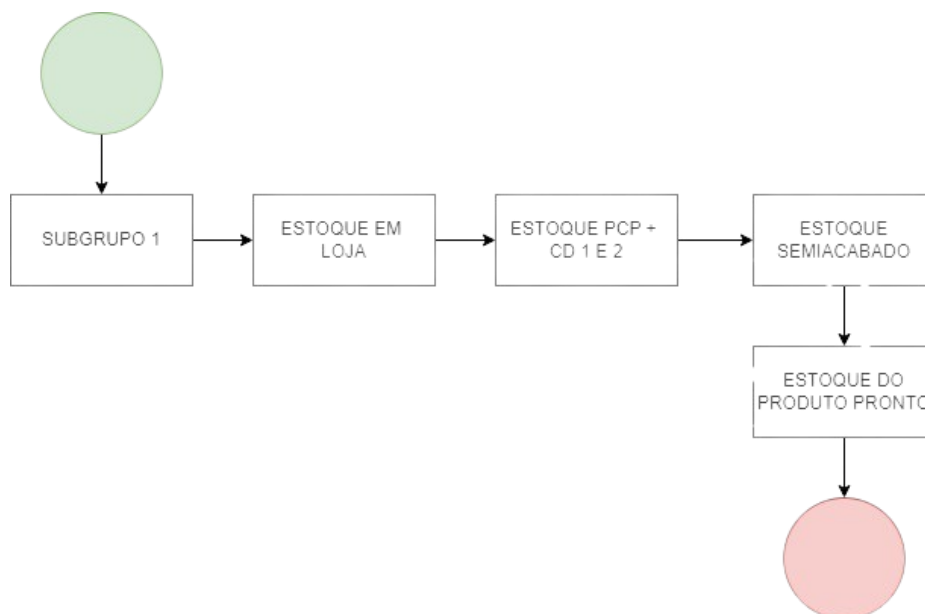 SUBGRUPO 1
ESTOQUE EM
LOJA
ESTOQUE PCP +
CD 1 E 2
ESTOQUE
SEMIACABADO
ESTOQUE DO
PRODUTO PRONTO